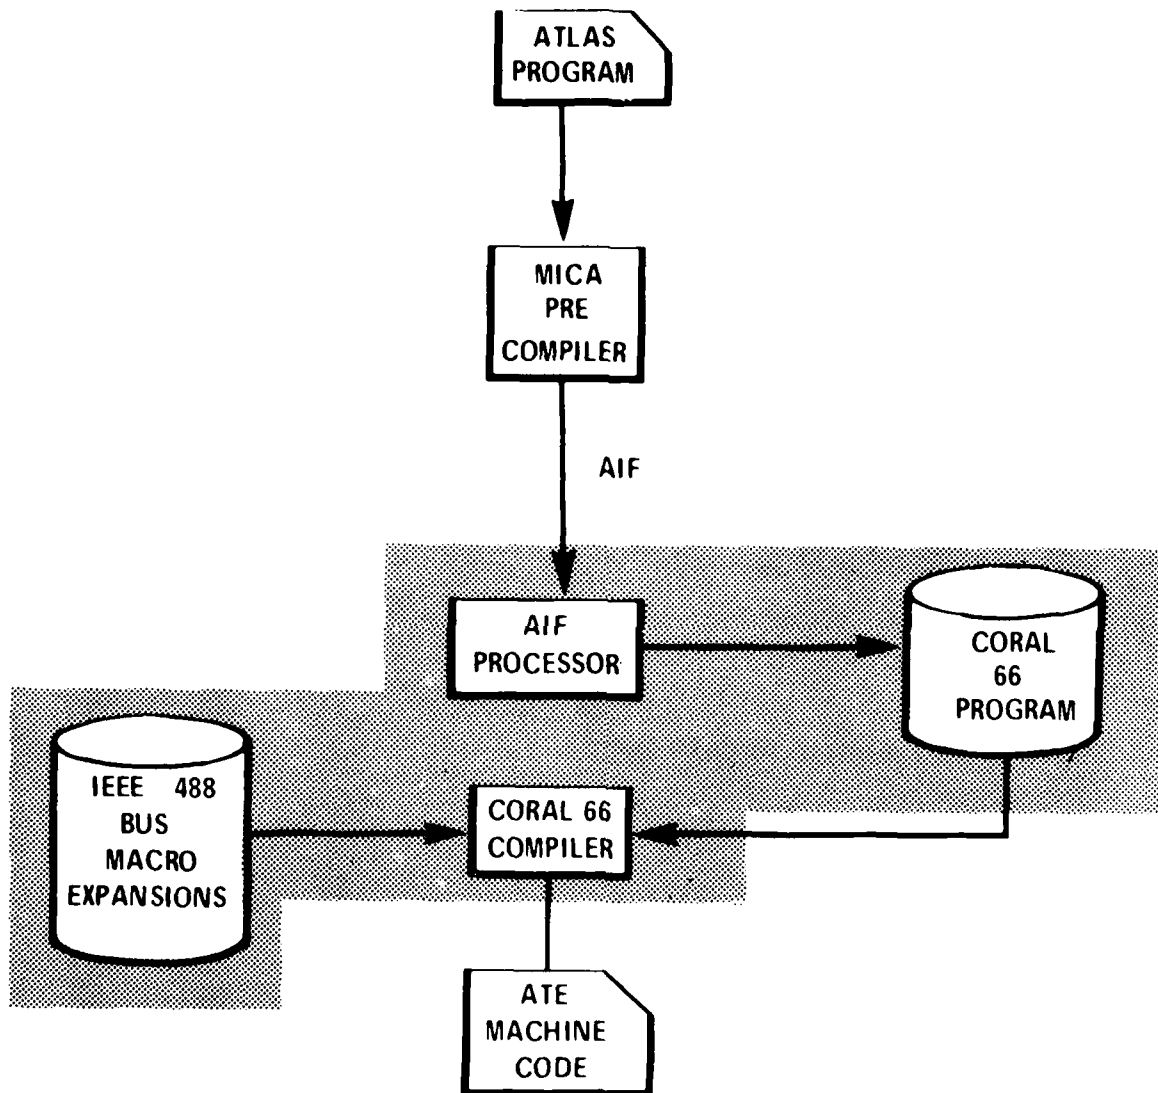 ATLAS
PROGRAM
MICA
PRE
COMPILER
AIF
AIF
PROCESSOR
CORAL
66
PROGRAM
IEEE 488
BUS
MACRO
EXPANSIONS
CORAL 66
COMPILER
ATE
MACHINE
CODE